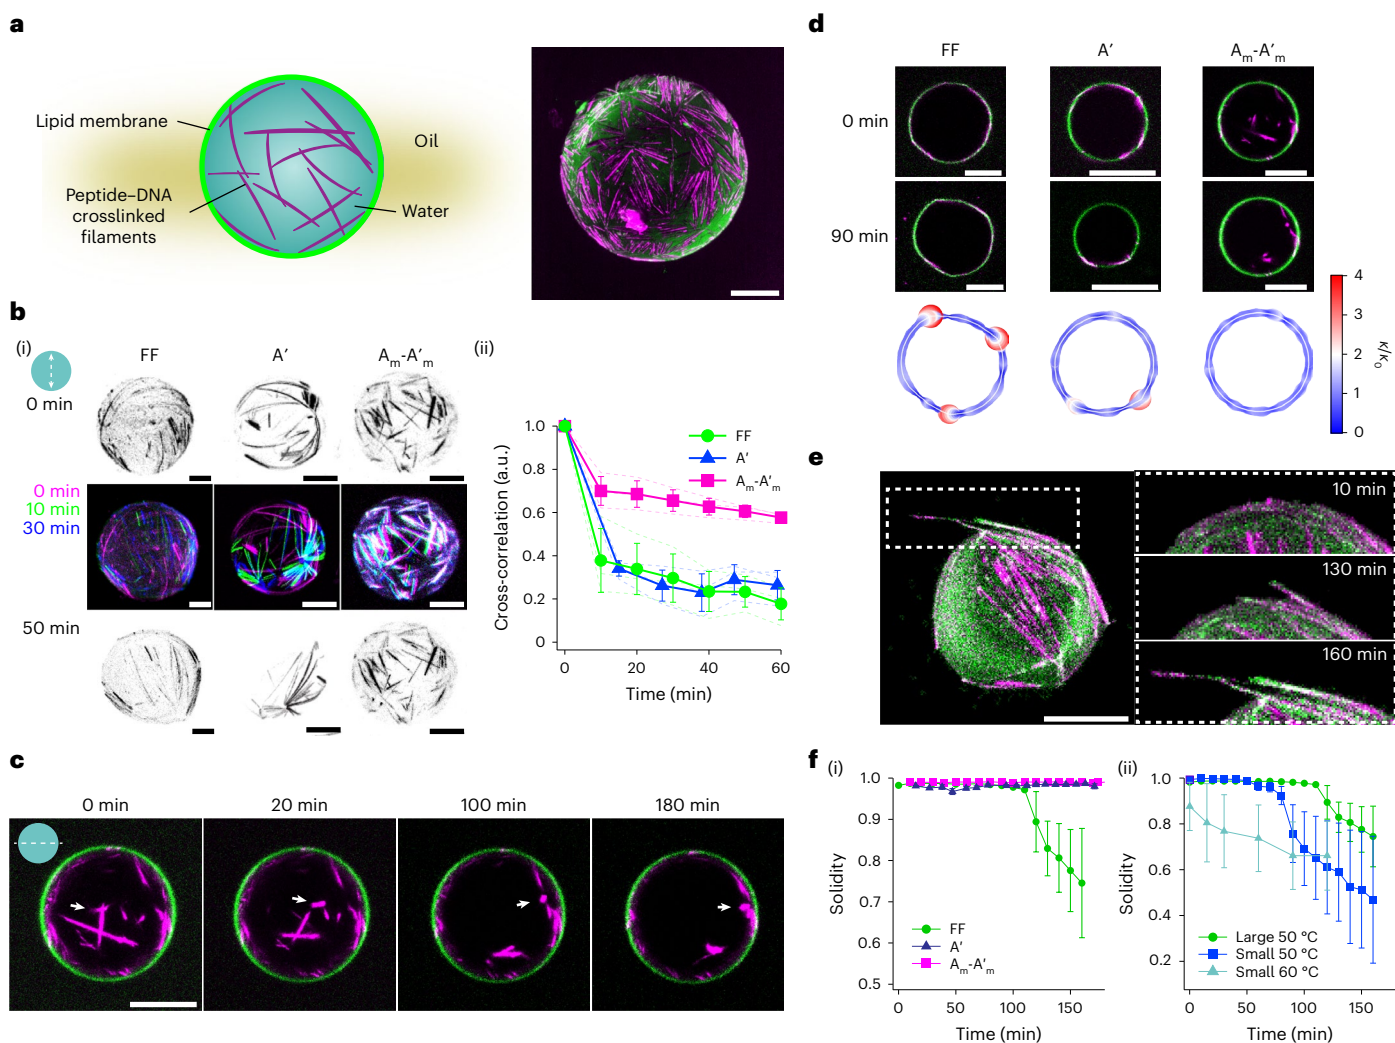 a
Lipid membrane
Peptide–DNA
crosslinked
filaments
Oil
Water
b
(i)
FF
A′
Aₘ-A′ₘ
0 min
0 min
10 min
30 min
50 min
(ii)
Cross-correlation (a.u.)
1.0
0.8
0.6
0.4
0.2
0
0
20
40
60
Time (min)
FF
A′
Aₘ-A′ₘ
c
0 min
20 min
100 min
180 min
d
FF
A′
Aₘ-A′ₘ
0 min
90 min
4
3
2
1
0
κ/κ₀
e
10 min
130 min
160 min
f
(i)
Solidity
1.0
0.9
0.8
0.7
0.6
0.5
0
50
100
150
Time (min)
FF
A′
Aₘ-A′ₘ
(ii)
Solidity
1.0
0.8
0.6
0.4
0.2
0
50
100
150
Time (min)
Large 50 °C
Small 50 °C
Small 60 °C